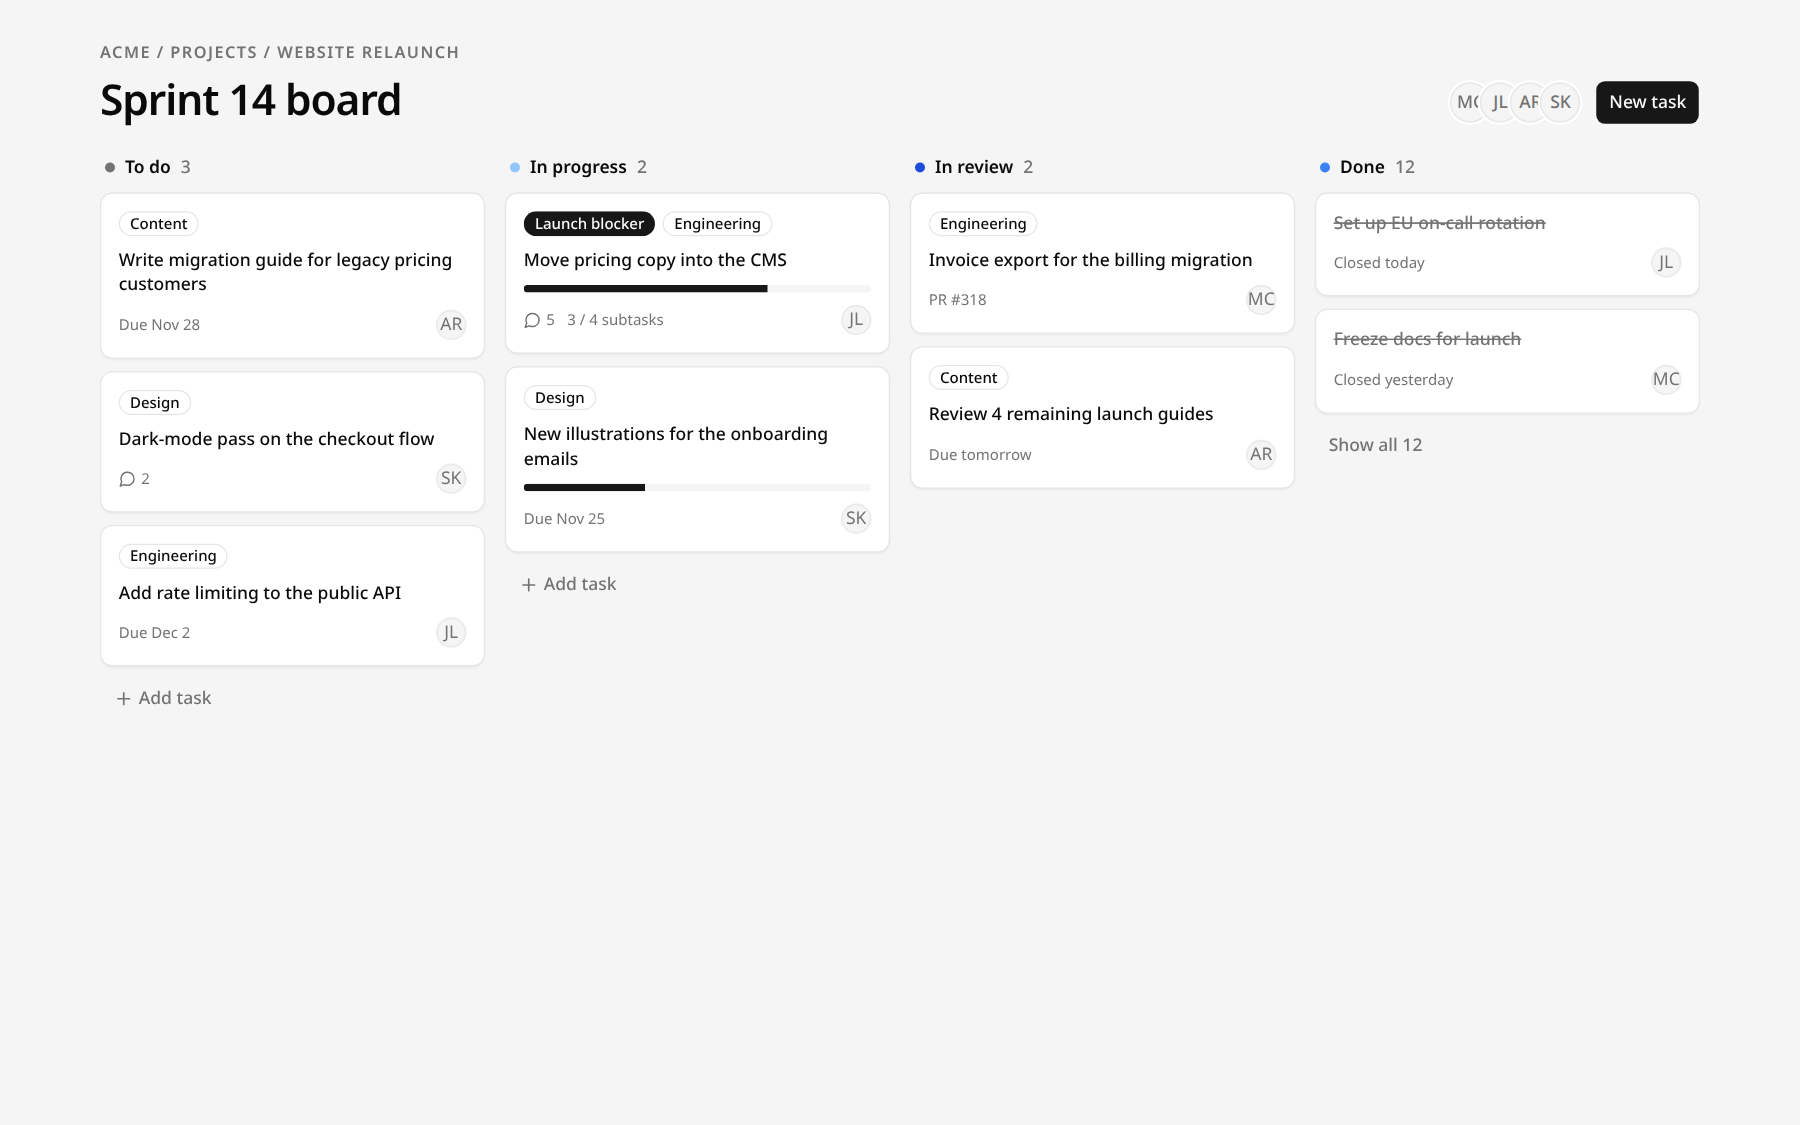 ACME / PROJECTS / WEBSITE RELAUNCH
Sprint 14 board
JL SK New task
To do 3
Content
Write migration guide for legacy pricing
customers
Due Nov 28 AR
Design
Dark-mode pass on the checkout flow
2 SK
Engineering
Add rate limiting to the public API
Due Dec 2 JL
Add task
In progress 2
Launch blocker Engineering
Move pricing copy into the CMS
5 3 / 4 subtasks JL
Design
New illustrations for the onboarding
emails
Due Nov 25 SK
Add task
In review 2
Engineering
Invoice export for the billing migration
PR #318 MC
Content
Review 4 remaining launch guides
Due tomorrow AR
Done 12
Set up EU on-call rotation
Closed today JL
Freeze docs for launch
Closed yesterday MC
Show all 12